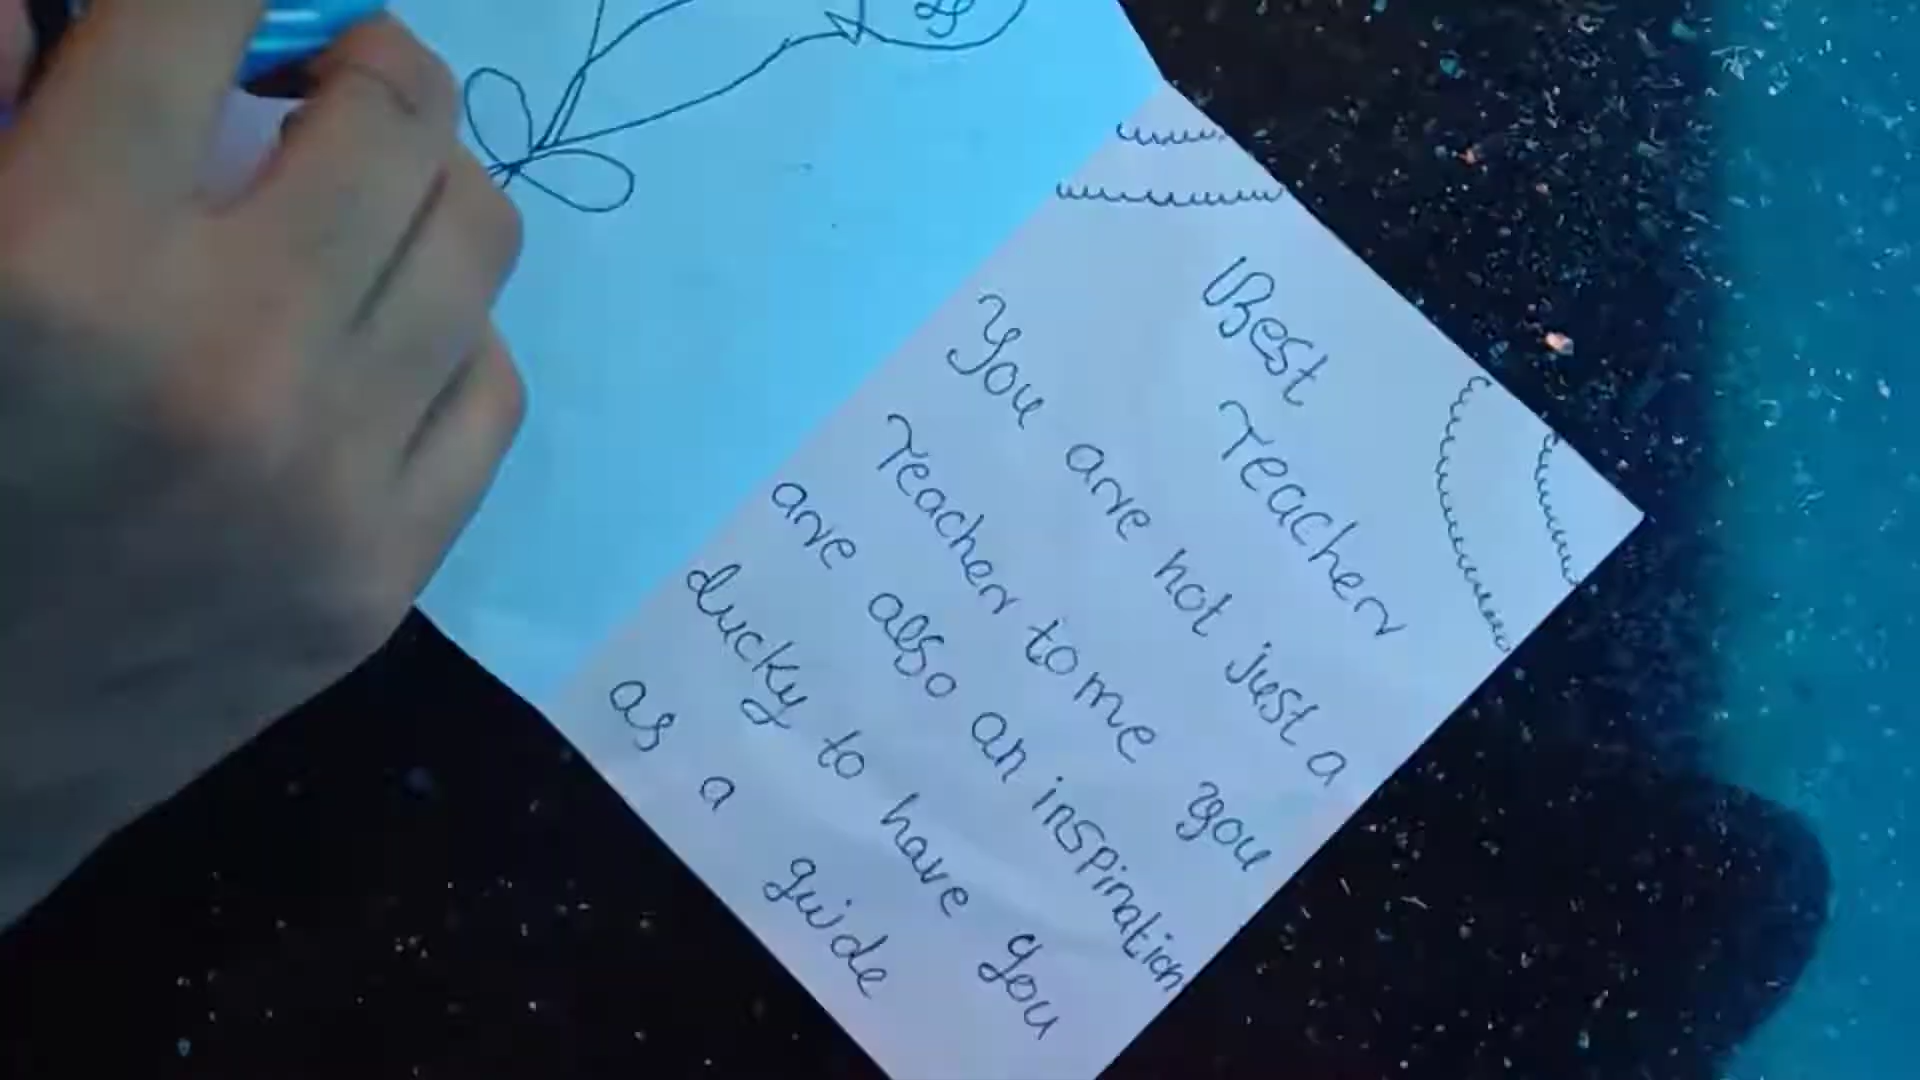 Best Teacher
You are not just a
Teacher to me you
are also an inspiration
ducky to have you
as a guide